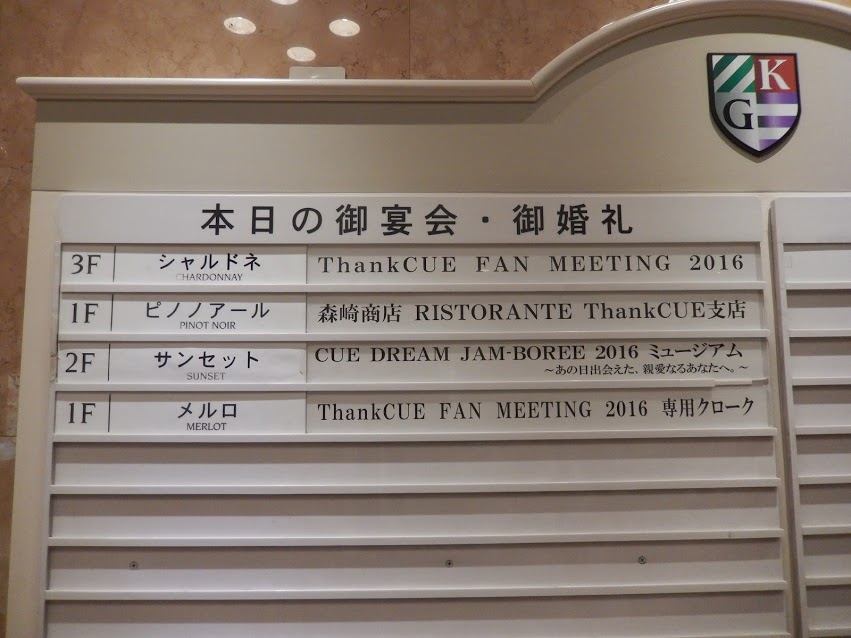 K
G
本日の御宴会・御婚礼
3F シャルドネ ThankCUE FAN MEETING 2016
CHARDONNAY
1F ピノノアール 森崎商店 RISTORANTE ThankCUE支店
PINOT NOIR
2F サンセット CUE DREAM JAM-BOREE 2016 ミュージアム
SUNSET ～あの日出会えた、親愛なるあなたへ。～
1F メルロ ThankCUE FAN MEETING 2016 専用クローク
MERLOT